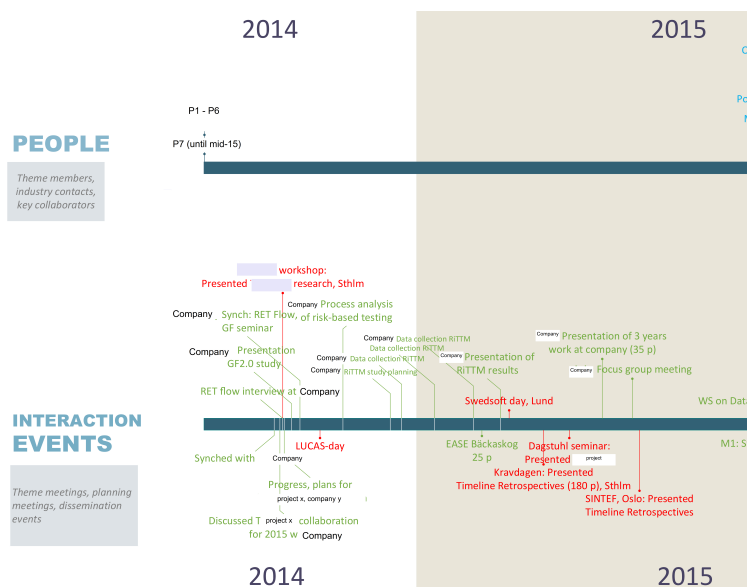 2014
2015
C
Po
N
P1 - P6
P7 (until mid-15)
PEOPLE
Theme members,
industry contacts,
key collaborators
workshop:
Presented
research, Sthlm
Company
Synch: RET Flow,
GF seminar
Company Process analysis
of risk-based testing
Company
Presentation
GF2.0 study
Company Data collection RiTTM
Data collection RiTTM
Company Data collection RiTTM
Company RiTTM study planning
RET flow interview at Company
Company Presentation of
RiTTM results
Company Presentation of 3 years
work at company (35 p)
Company Focus group meeting
Swedsoft day, Lund
WS on Data
INTERACTION
EVENTS
Theme meetings, planning
meetings, dissemination
events
LUCAS-day
Synched with
Company
Progress, plans for
project x, company y
Discussed T project x collaboration
for 2015 w Company
EASE Bäckaskog
25 p
Dagstuhl seminar:
Presented project
Kravdagen: Presented
Timeline Retrospectives (180 p), Sthlm
SINTEF, Oslo: Presented
Timeline Retrospectives
M1: S
2014
2015